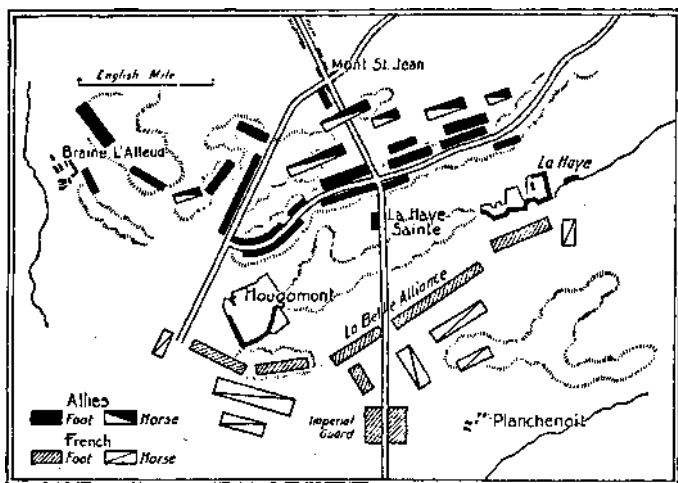 Mont St. Jean
English Mile
Braine L'Alleud
La Haye
La Haye
Sainte
Hougomont
La Belle Alliance
Imperial
Guard
Planchenoit
Allies
Foot Horse
French
Foot Horse